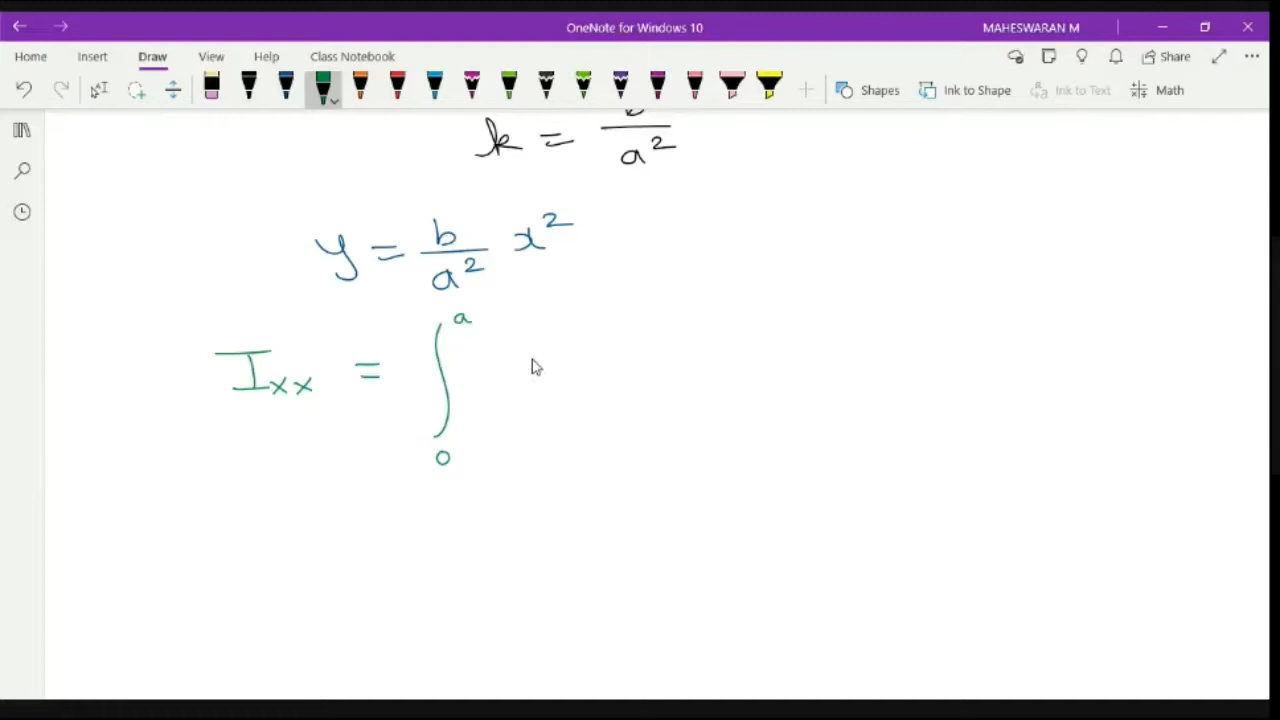 OneNote for Windows 10
MAHESWARAN M
Home Insert Draw View Help Class Notebook Share
Shapes Ink to Shape Ink to Text Math
k = b/a²
y = b/a² x²
Ixx = ∫₀ᵃ